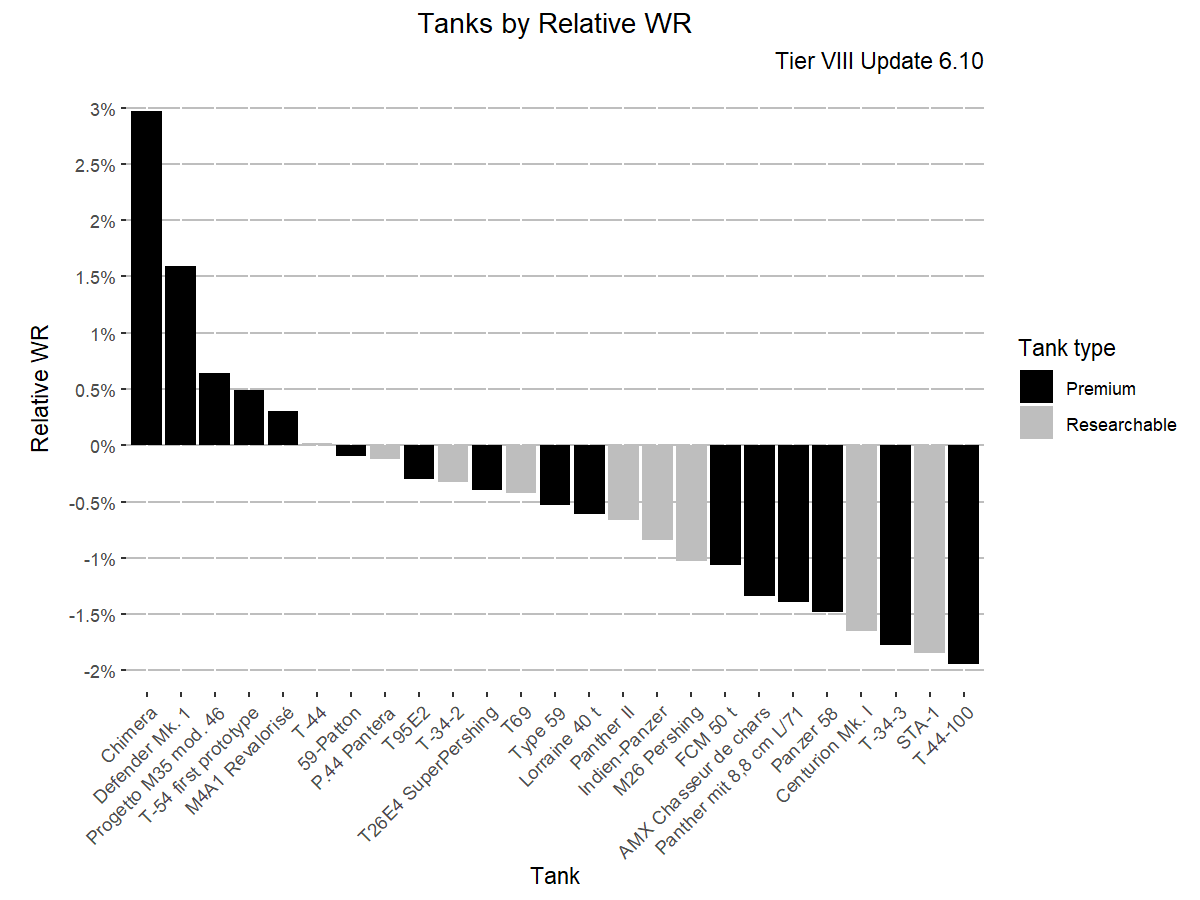 Tanks by Relative WR
Tier VIII Update 6.10
3%
2.5%
2%
1.5%
1%
0.5%
0%
-0.5%
-1%
-1.5%
-2%
Relative WR
Chimera
Defender Mk. 1
Progetto M35 mod. 46
T-54 first prototype
M4A1 Revalorisé
T-44
59-Patton
P.44 Pantera
T95E2
T-34-2
T26E4 SuperPershing
T69
Type 59
Lorraine 40 t
Panther II
Indien-Panzer
M26 Pershing
FCM 50 t
AMX Chasseur de chars
Panther mit 8,8 cm L/71
Panzer 58
Centurion Mk. I
T-34-3
STA-1
T-44-100
Tank
Tank type
Premium
Researchable